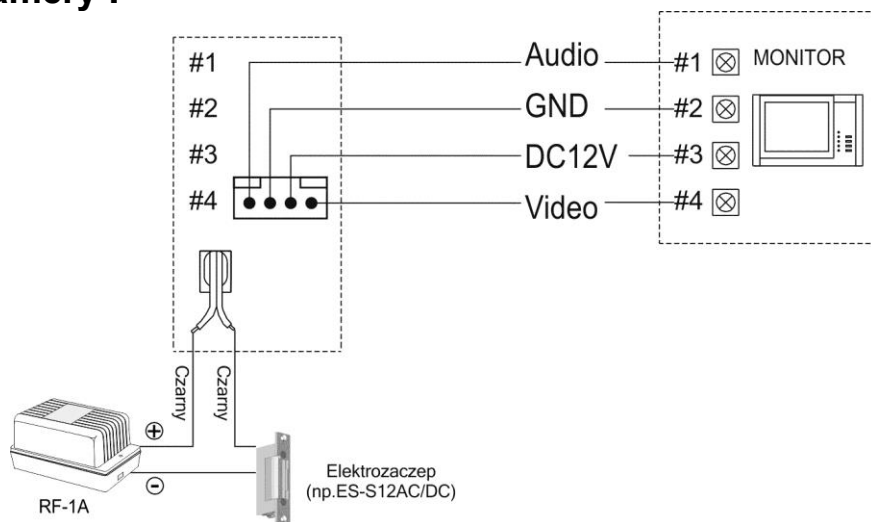 #1 Audio #1 MONITOR
#2 GND #2
#3 DC12V #3
#4 Video #4
Czarny
Czarny
RF-1A
Elektrozaczep
(np.ES-S12AC/DC)